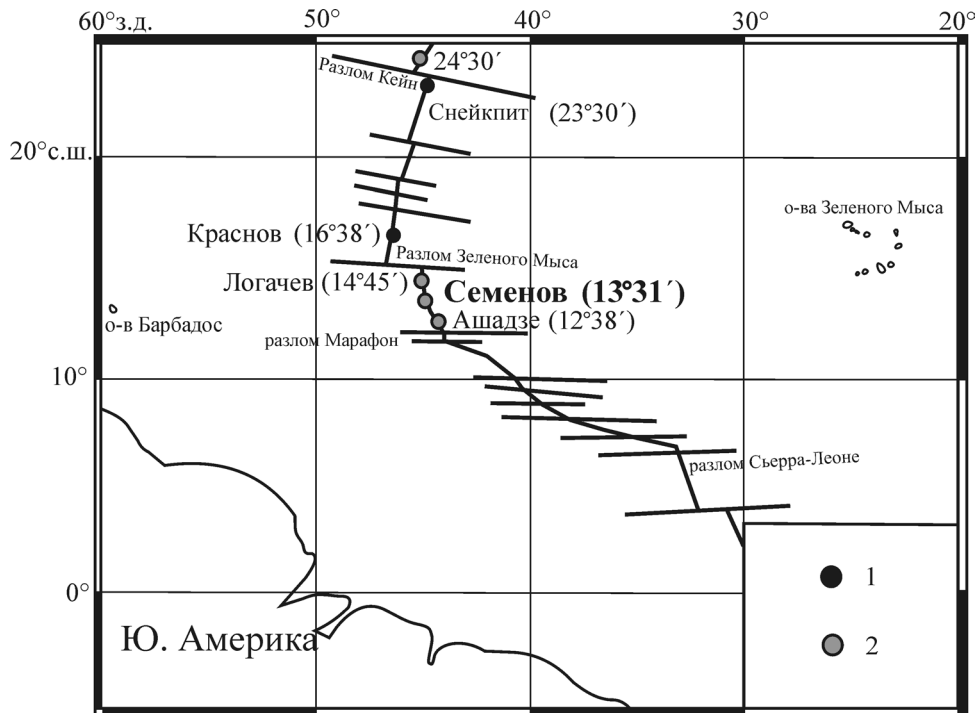 60°з.д.
50°
40°
30°
20°
24°30´
Разлом Кейн
Снейкпит (23°30´)
20°с.ш.
о-ва Зеленого Мыса
Краснов (16°38´)
Разлом Зеленого Мыса
Логачев (14°45´)
Семенов (13°31´)
Ашадзе (12°38´)
о-в Барбадос
разлом Марафон
10°
разлом Сьерра-Леоне
1
0°
Ю. Америка
2